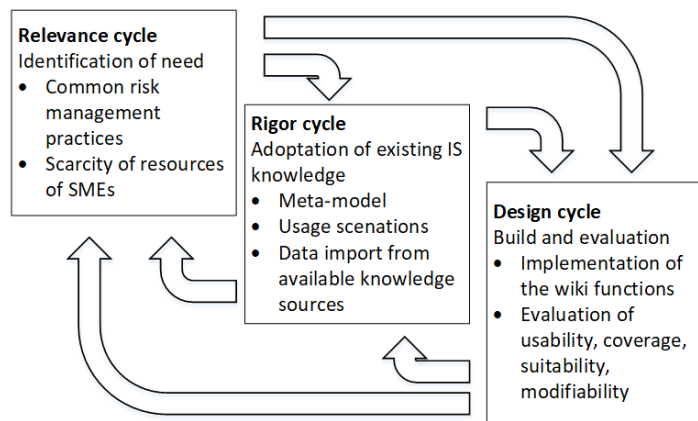 Relevance cycle
Identification of need
• Common risk
management
practices
• Scarcity of resources
of SMEs
Rigor cycle
Adoptation of existing IS
knowledge
• Meta-model
• Usage scenations
• Data import from
available knowledge
sources
Design cycle
Build and evaluation
• Implementation of
the wiki functions
• Evaluation of
usability, coverage,
suitability,
modifiability